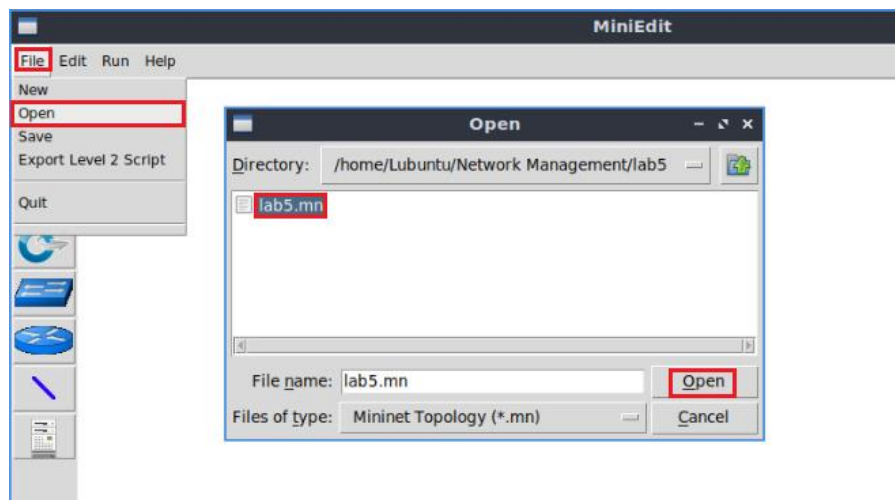 MiniEdit
File Edit Run Help
New
Open
Save
Export Level 2 Script
Quit
Open
Directory: /home/Lubuntu/Network Management/lab5
lab5.mn
File name: lab5.mn
Open
Files of type: Mininet Topology (*.mn)
Cancel